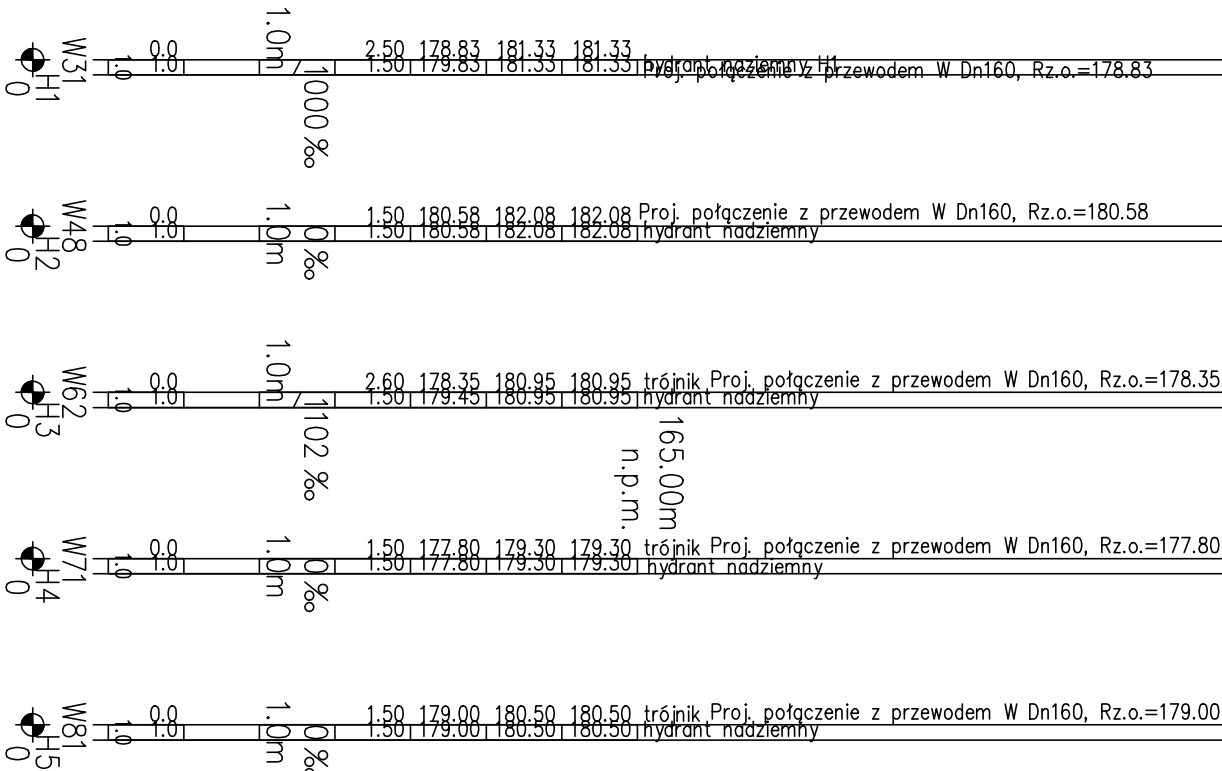 W31
H1
0
0.0
1.0
1.0
1.0m
1000 ‰
2.50 178.83 181.33 181.33
1.50 179.83 181.33 181.33
hydrant naziemny H1
Proj. połączenie z przewodem W Dn160, Rz.o.=178.83
W48
H2
0
0.0
1.0
1.0
1.0m
0 ‰
1.50 180.58 182.08 182.08 Proj. połączenie z przewodem W Dn160, Rz.o.=180.58
1.50 180.58 182.08 182.08 hydrant nadziemny
W62
H3
0
0.0
1.0
1.0
1.0m
1102 ‰
2.60 178.35 180.95 180.95 trójnik Proj. połączenie z przewodem W Dn160, Rz.o.=178.35
1.50 179.45 180.95 180.95 hydrant nadziemny
165.00m
n.p.m.
W71
H4
0
0.0
1.0
1.0
1.0m
0 ‰
1.50 177.80 179.30 179.30 trójnik Proj. połączenie z przewodem W Dn160, Rz.o.=177.80
1.50 177.80 179.30 179.30 hydrant nadziemny
W81
H5
0
0.0
1.0
1.0
1.0m
0 ‰
1.50 179.00 180.50 180.50 trójnik Proj. połączenie z przewodem W Dn160, Rz.o.=179.00
1.50 179.00 180.50 180.50 hydrant nadziemny